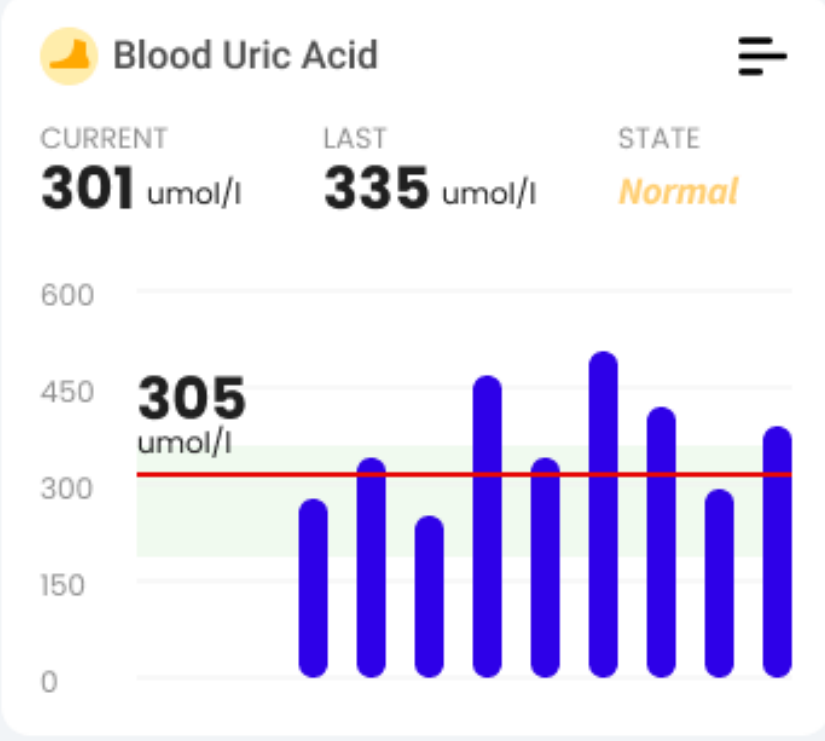 Blood Uric Acid
CURRENT LAST STATE
301 umol/l 335 umol/l Normal
600
450
305
umol/l
300
150
0